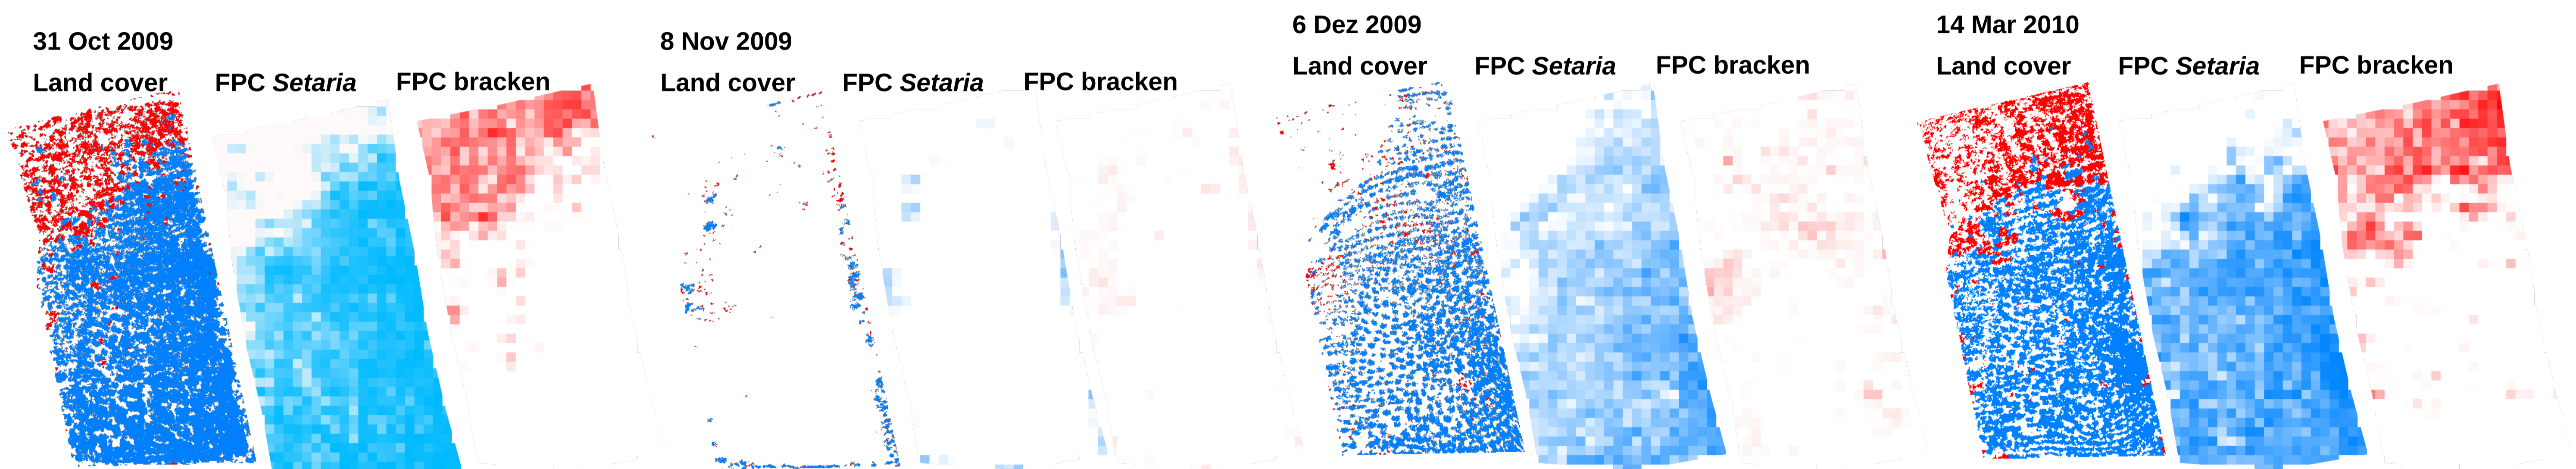 31 Oct 2009
Land cover FPC Setaria FPC bracken
8 Nov 2009
Land cover FPC Setaria FPC bracken
6 Dez 2009
Land cover FPC Setaria FPC bracken
14 Mar 2010
Land cover FPC Setaria FPC bracken